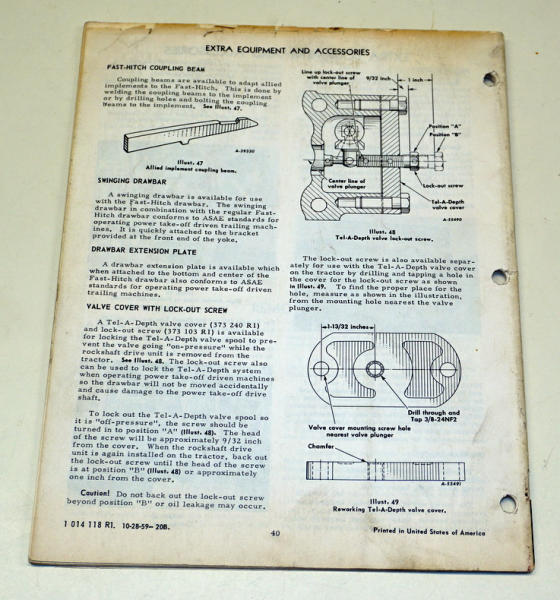 EXTRA EQUIPMENT AND ACCESSORIES
FAST-HITCH COUPLING BEAM
Coupling beams are available to adapt allied
implements to the Fast-Hitch. This is done by
welding the coupling beams to the implement
or by drilling holes and bolting the coupling
beams to the implement. See Illust. 47.
A-39230
Illust. 47
Allied implement coupling beam.
SWINGING DRAWBAR
A swinging drawbar is available for use
with the Fast-Hitch drawbar. The swinging
drawbar in combination with the regular Fast-
Hitch drawbar conforms to ASAE standards for
operating power take-off driven trailing mach-
ines. It is quickly attached to the bracket
provided at the front end of the yoke.
DRAWBAR EXTENSION PLATE
A drawbar extension plate is available which
when attached to the bottom and center of the
Fast-Hitch drawbar also conforms to ASAE
standards for operating power take-off driven
trailing machines.
VALVE COVER WITH LOCK-OUT SCREW
A Tel-A-Depth valve cover (373 240 R1)
and lock-out screw (373 103 R1) is available
for locking the Tel-A-Depth valve spool to pre-
vent the valve going "on-pressure" while the
rockshaft drive unit is removed from the
tractor. See Illust. 48. The lock-out screw also
can be used to lock the Tel-A-Depth system
when operating power take-off driven machines
so the drawbar will not be moved accidentally
and cause damage to the power take-off drive
shaft.
To lock out the Tel-A-Depth valve spool so
it is "off-pressure", the screw should be
turned in to position "A" (Illust. 48). The head
of the screw will be approximately 9/32 inch
from the cover. When the rockshaft drive
unit is again installed on the tractor, back out
the lock-out screw until the head of the screw
is at position "B" (Illust. 48) or approximately
one inch from the cover.
Caution! Do not back out the lock-out screw
beyond position "B" or oil leakage may occur.
Line up lock-out screw
with center line of
valve plunger
9/32 inch
1 inch
Position "A"
Position "B"
Lock-out screw
Center line of
valve plunger
Tel-A-Depth
valve cover
A-55490
Illust. 48
Tel-A-Depth valve lock-out screw.
The lock-out screw is also available separ-
ately for use with the Tel-A-Depth valve cover
on the tractor by drilling and tapping a hole in
the cover for the lock-out screw as shown
in Illust. 49. To find the proper place for the
hole, measure as shown in the illustration,
from the mounting hole nearest the valve
plunger.
1-13/32 inches
Drill through and
Tap 3/8-24NF2
Valve cover mounting screw hole
nearest valve plunger
Chamfer
A-55491
Illust. 49
Reworking Tel-A-Depth valve cover.
1 014 118 R1. 10-28-59-20B.
40
Printed in United States of America